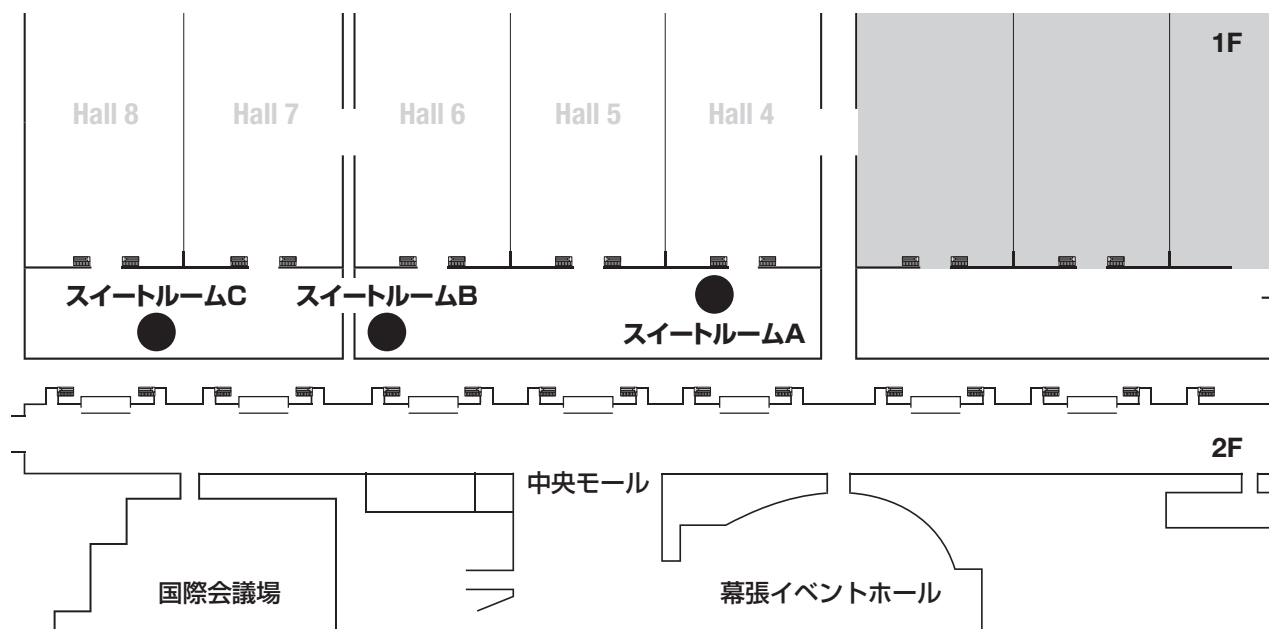 1F
Hall 8
Hall 7
Hall 6
Hall 5
Hall 4
スイートルームC
スイートルームB
スイートルームA
2F
中央モール
国際会議場
幕張イベントホール